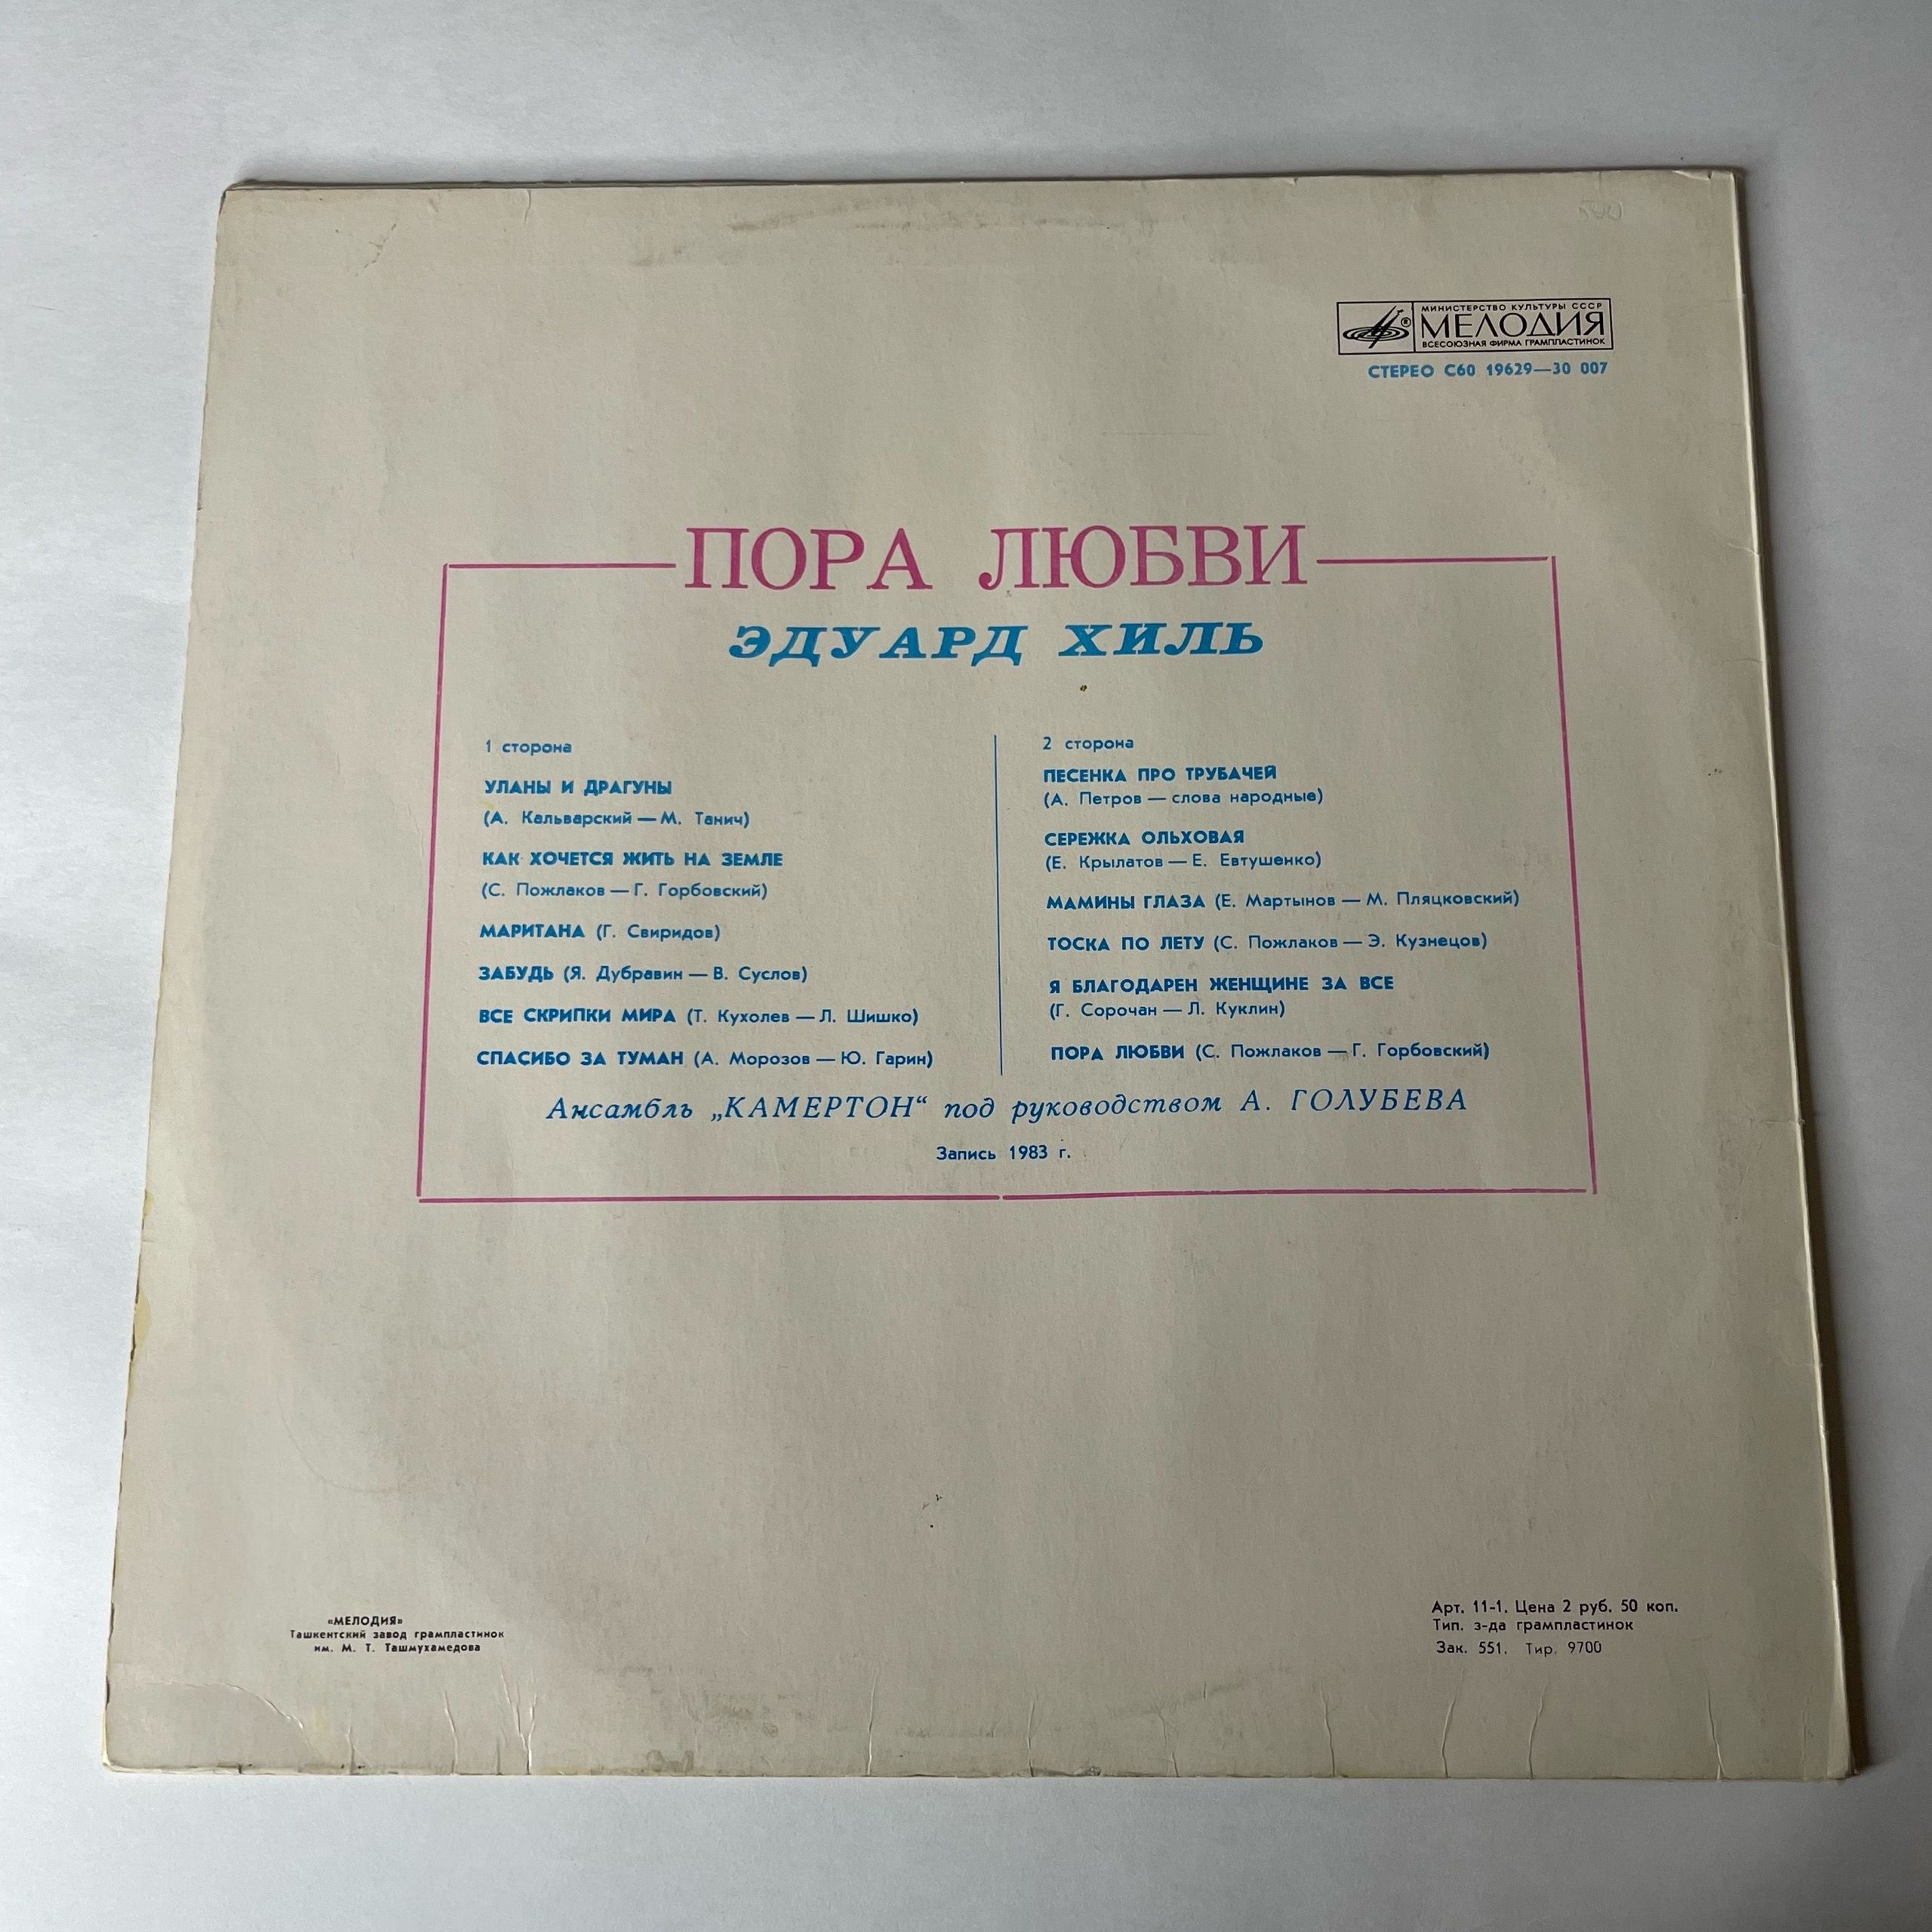 МИНИСТЕРСТВО КУЛЬТУРЫ СССР
МЕЛОДИЯ
ВСЕСОЮЗНАЯ ФИРМА ГРАМПЛАСТИНОК
СТЕРЕО С60 19629—30 007
ПОРА ЛЮБВИ
ЭДУАРД ХИЛЬ
1 сторона
УЛАНЫ И ДРАГУНЫ
(А. Кальварский — М. Танич)
КАК ХОЧЕТСЯ ЖИТЬ НА ЗЕМЛЕ
(С. Пожлаков — Г. Горбовский)
МАРИТАНА (Г. Свиридов)
ЗАБУДЬ (Я. Дубравин — В. Суслов)
ВСЕ СКРИПКИ МИРА (Т. Кухолев — Л. Шишко)
СПАСИБО ЗА ТУМАН (А. Морозов — Ю. Гарин)
2 сторона
ПЕСЕНКА ПРО ТРУБАЧЕЙ
(А. Петров — слова народные)
СЕРЕЖКА ОЛЬХОВАЯ
(Е. Крылатов — Е. Евтушенко)
МАМИНЫ ГЛАЗА (Е. Мартынов — М. Пляцковский)
ТОСКА ПО ЛЕТУ (С. Пожлаков — Э. Кузнецов)
Я БЛАГОДАРЕН ЖЕНЩИНЕ ЗА ВСЕ
(Г. Сорочан — Л. Куклин)
ПОРА ЛЮБВИ (С. Пожлаков — Г. Горбовский)
Ансамбль „КАМЕРТОН“ под руководством А. ГОЛУБЕВА
Запись 1983 г.
«МЕЛОДИЯ»
Ташкентский завод грампластинок
им. М. Т. Ташмухамедова
Арт. 11-1. Цена 2 руб. 50 коп.
Тип. з-да грампластинок
Зак. 551. Тир. 9700